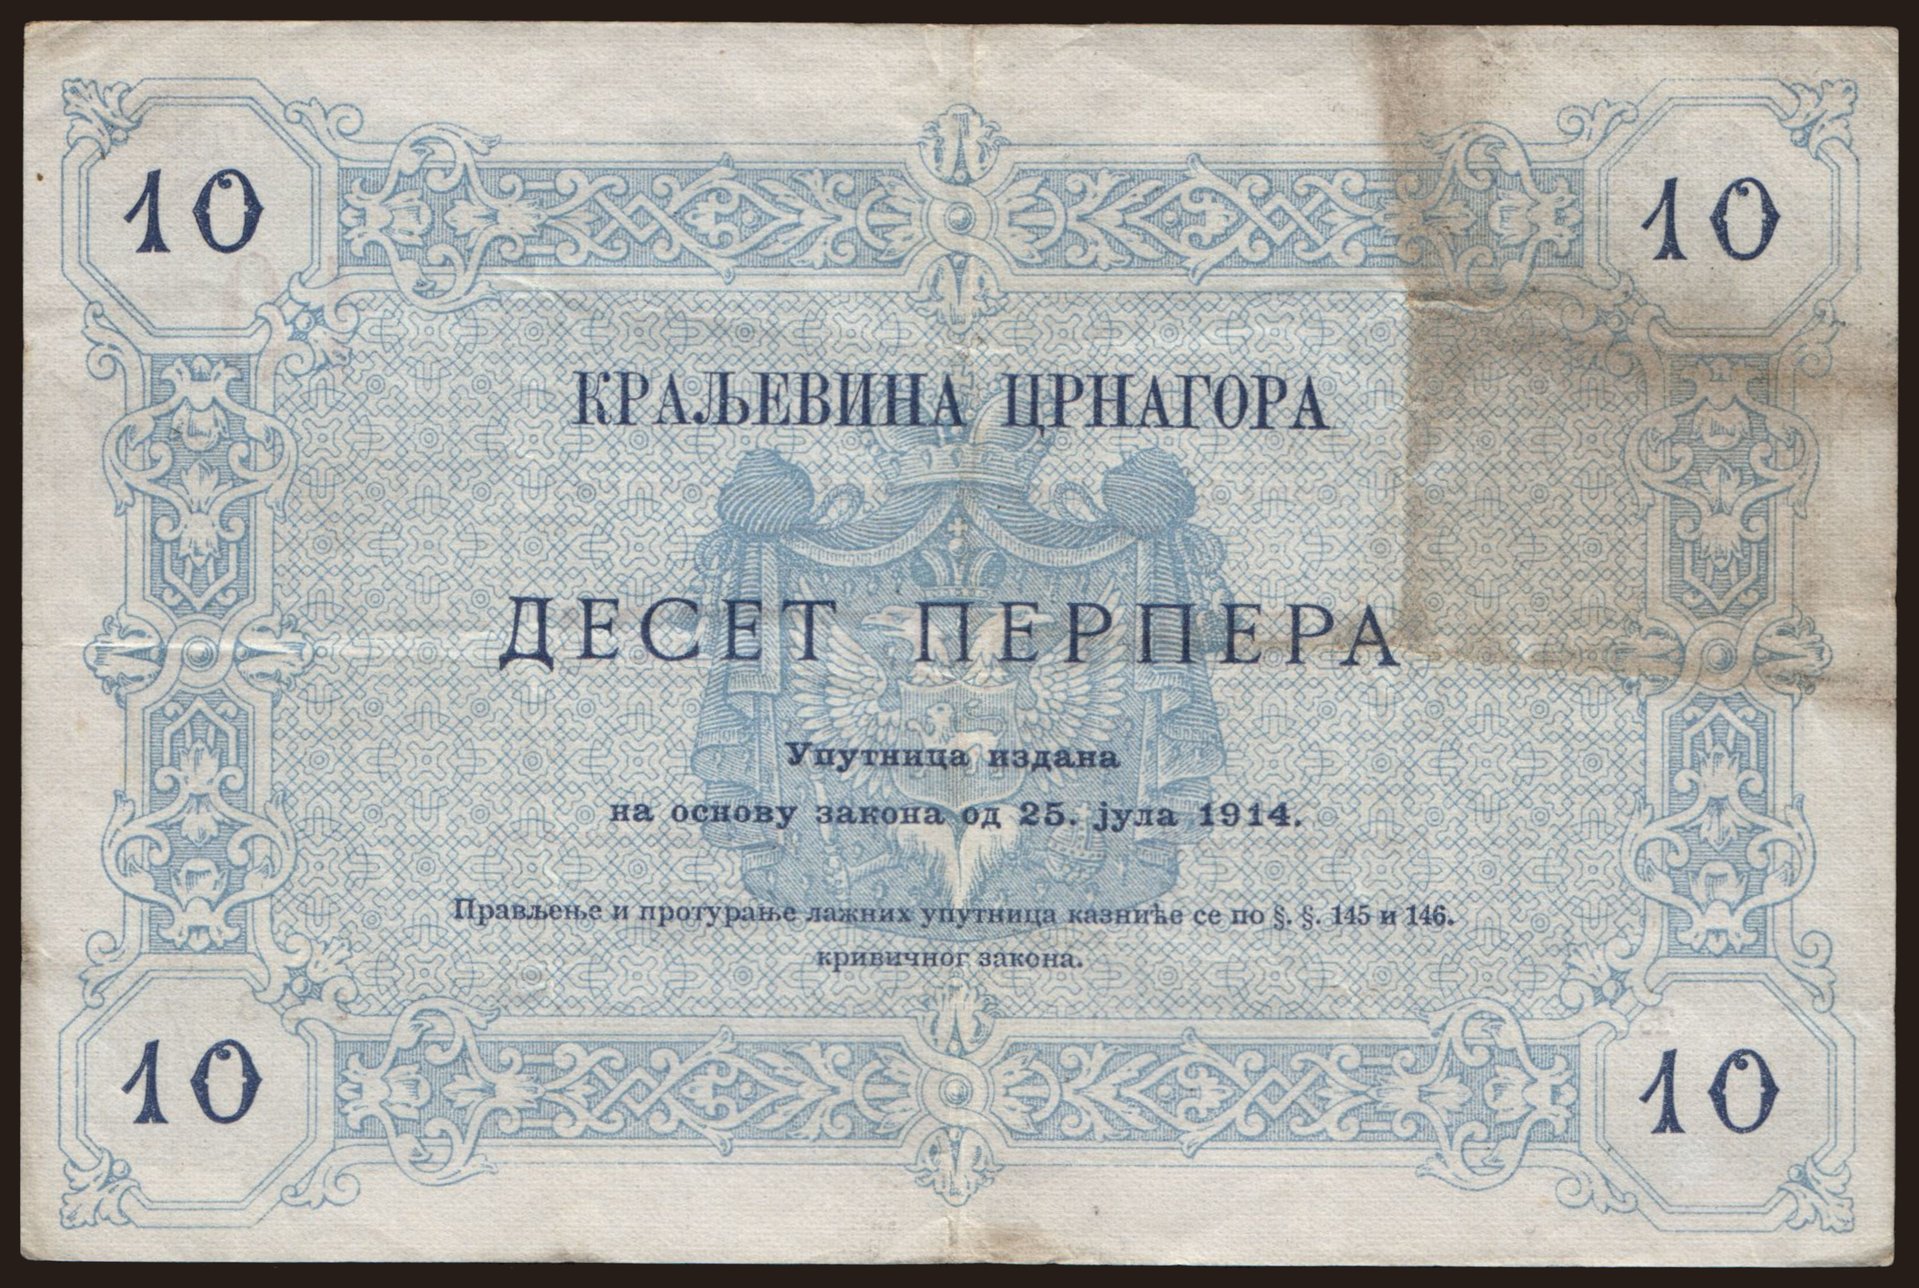 10 10
КРАЉЕВИНА ЦРНАГОРА
ДЕСЕТ ПЕРПЕРА
Упутница издана
на основу закона од 25. јула 1914.
Прављење и протурање лажних упутница казниће се по §. §. 145 и 146.
кривичног закона.
10 10